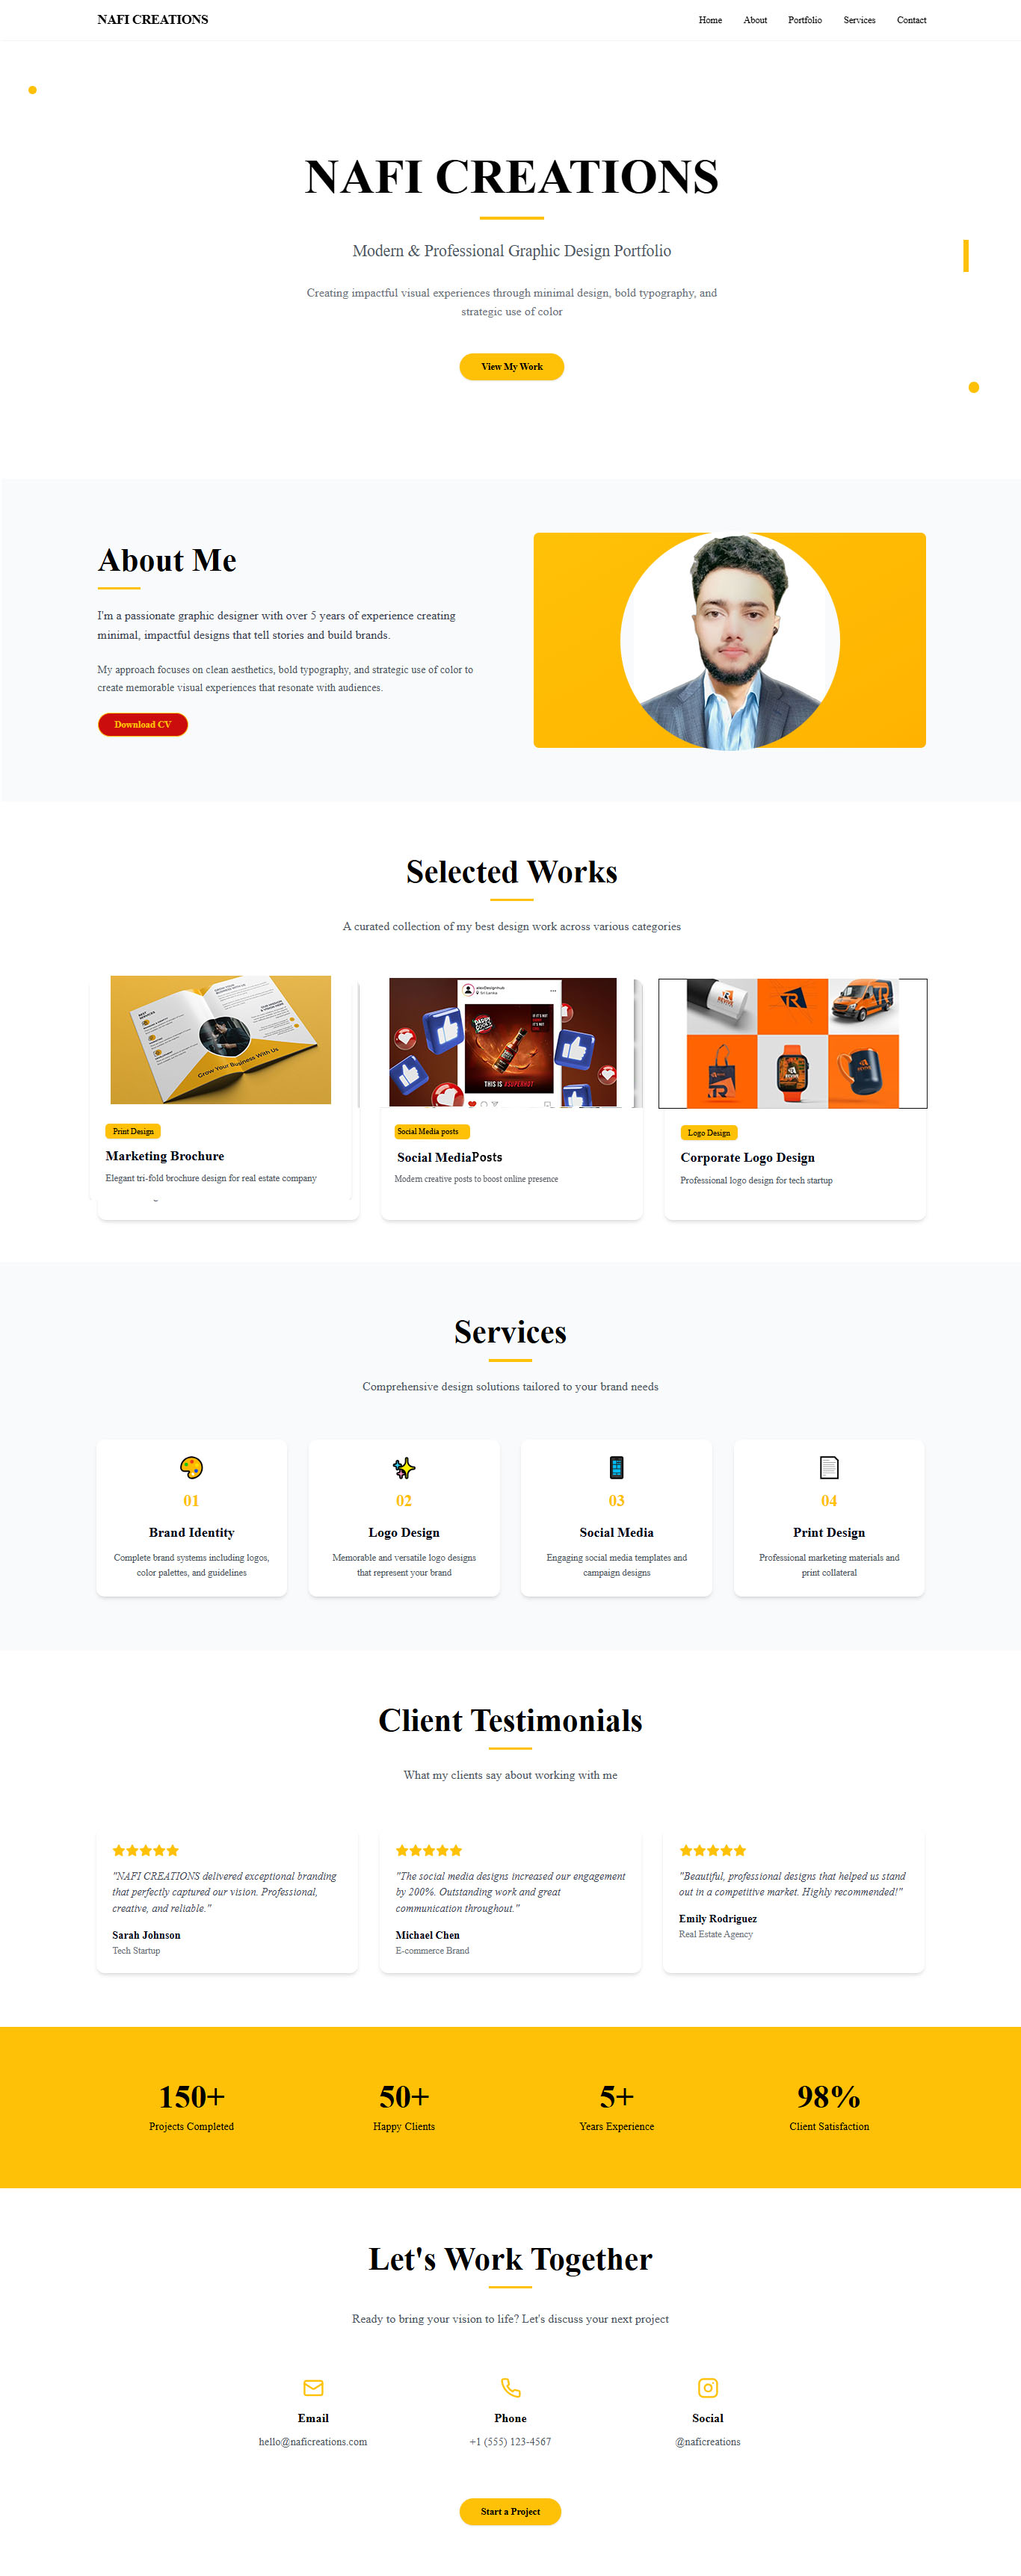 NAFI CREATIONS
Home About Portfolio Services Contact
NAFI CREATIONS
Modern & Professional Graphic Design Portfolio
Creating impactful visual experiences through minimal design, bold typography, and
strategic use of color
View My Work
About Me
I'm a passionate graphic designer with over 5 years of experience creating
minimal, impactful designs that tell stories and build brands.
My approach focuses on clean aesthetics, bold typography, and strategic use of color to
create memorable visual experiences that resonate with audiences.
Download CV
Selected Works
A curated collection of my best design work across various categories
Grow Your Business With Us
THIS IS #SUPERHOT
Print Design
Marketing Brochure
Elegant tri-fold brochure design for real estate company
Social Media posts
Social Media Posts
Modern creative posts to boost online presence
Logo Design
Corporate Logo Design
Professional logo design for tech startup
Services
Comprehensive design solutions tailored to your brand needs
01
Brand Identity
Complete brand systems including logos,
color palettes, and guidelines
02
Logo Design
Memorable and versatile logo designs
that represent your brand
03
Social Media
Engaging social media templates and
campaign designs
04
Print Design
Professional marketing materials and
print collateral
Client Testimonials
What my clients say about working with me
"NAFI CREATIONS delivered exceptional branding
that perfectly captured our vision. Professional,
creative, and reliable."
Sarah Johnson
Tech Startup
"The social media designs increased our engagement
by 200%. Outstanding work and great
communication throughout."
Michael Chen
E-commerce Brand
"Beautiful, professional designs that helped us stand
out in a competitive market. Highly recommended!"
Emily Rodriguez
Real Estate Agency
150+
Projects Completed
50+
Happy Clients
5+
Years Experience
98%
Client Satisfaction
Let's Work Together
Ready to bring your vision to life? Let's discuss your next project
Email
hello@naficreations.com
Phone
+1 (555) 123-4567
Social
@naficreations
Start a Project